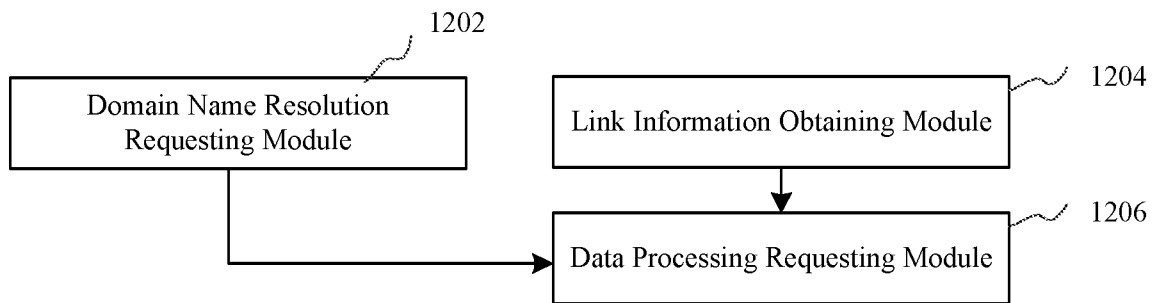 1202
Domain Name Resolution
Requesting Module
1204
Link Information Obtaining Module
1206
Data Processing Requesting Module